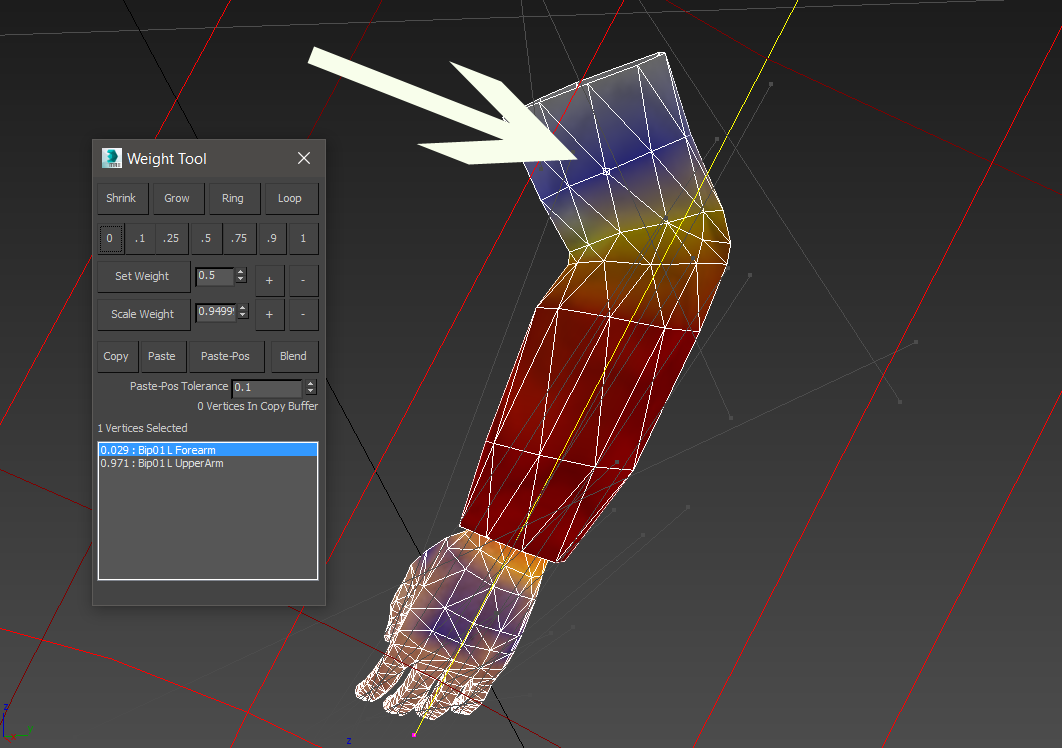 Weight Tool
Shrink Grow Ring Loop
0 .1 .25 .5 .75 .9 1
Set Weight 0.5 + -
Scale Weight 0.9499 + -
Copy Paste Paste-Pos Blend
Paste-Pos Tolerance 0.1
0 Vertices In Copy Buffer
1 Vertices Selected
0.029 : Bip01 L Forearm
0.971 : Bip01 L UpperArm
z
y
z